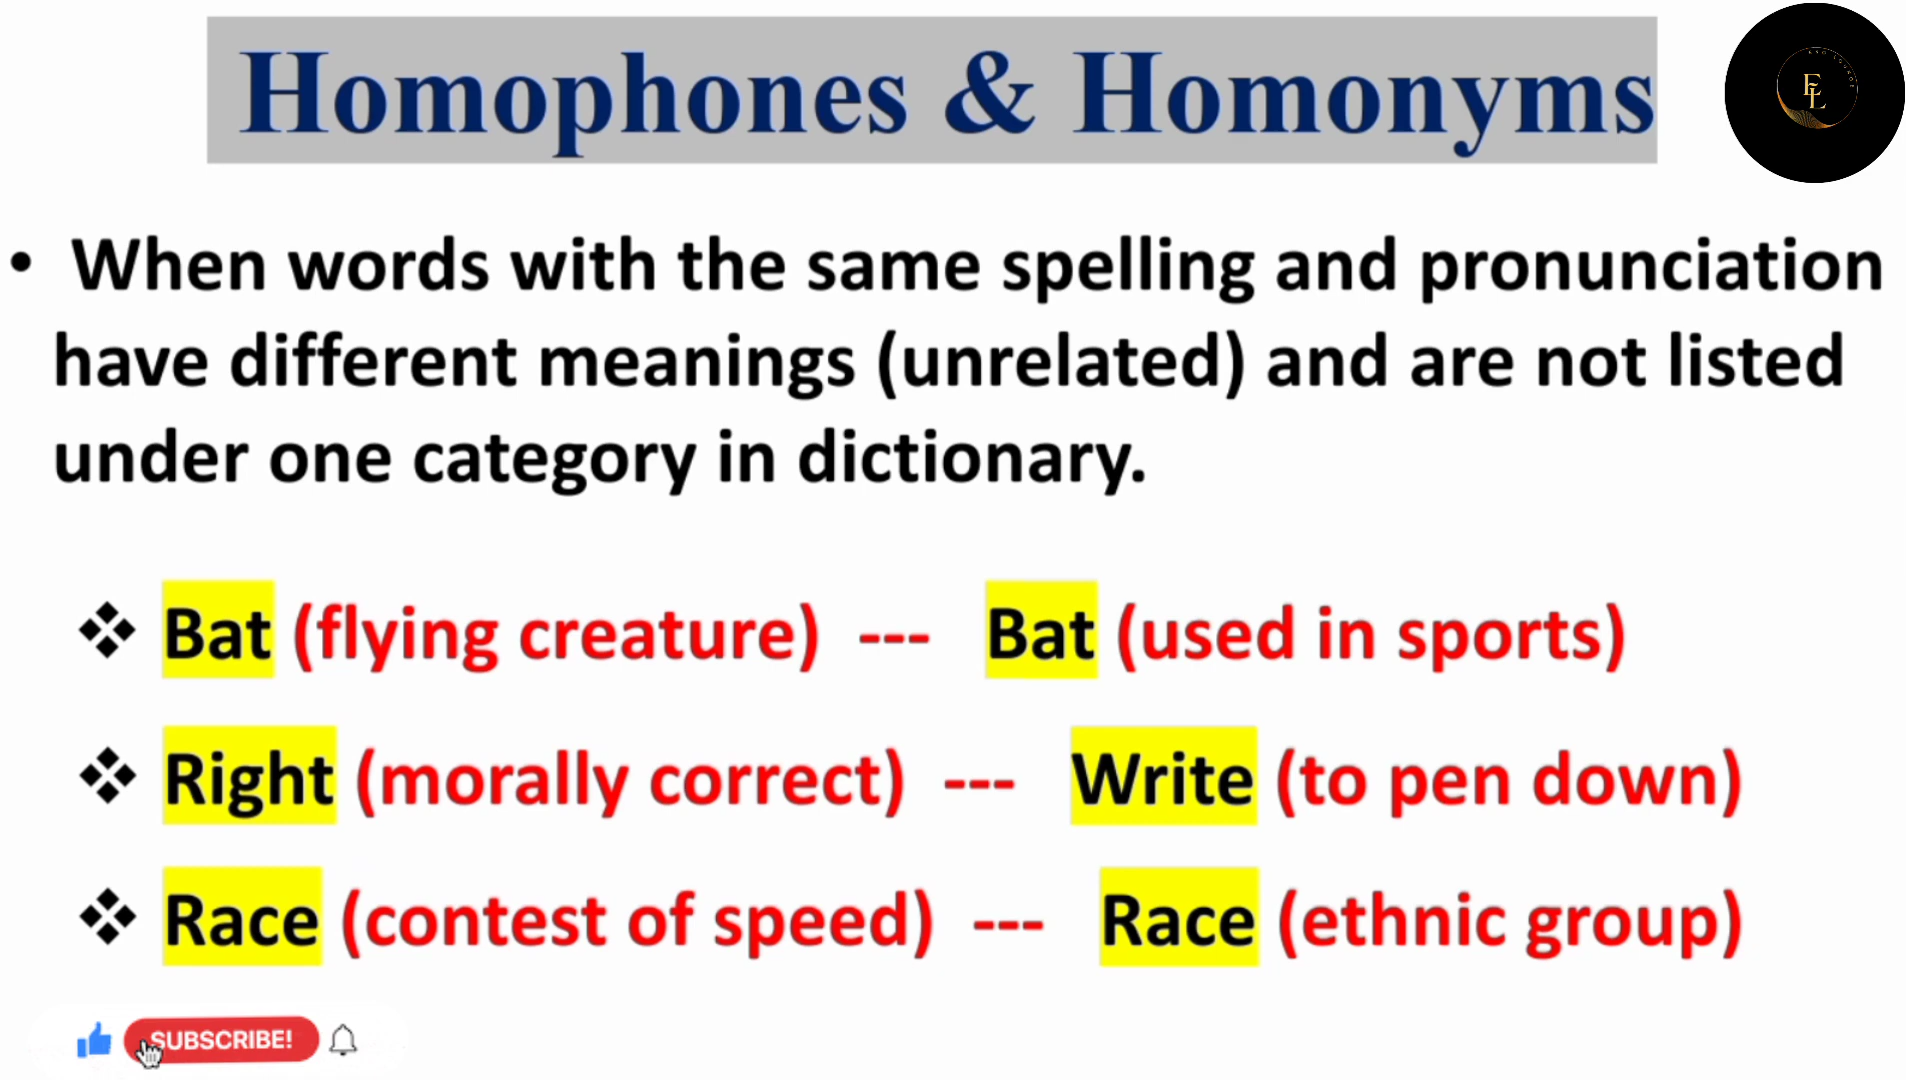 Homophones & Homonyms
EL
• When words with the same spelling and pronunciation
have different meanings (unrelated) and are not listed
under one category in dictionary.
❖ Bat (flying creature) --- Bat (used in sports)
❖ Right (morally correct) --- Write (to pen down)
❖ Race (contest of speed) --- Race (ethnic group)
SUBSCRIBE!